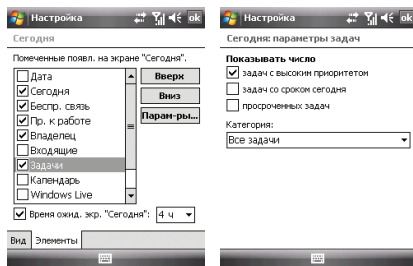 Настройка
ok
Сегодня
Помеченные появл. на экране "Сегодня".
Дата
Сегодня
Беспр. связь
Пр. к работе
Владелец
Входящие
Задачи
Календарь
Windows Live
Вверх
Вниз
Парам-ры...
Время ожид. экр. "Сегодня": 4 ч
Вид Элементы
Настройка
ok
Сегодня: параметры задач
Показывать число
задач с высоким приоритетом
задач со сроком сегодня
просроченных задач
Категория:
Все задачи